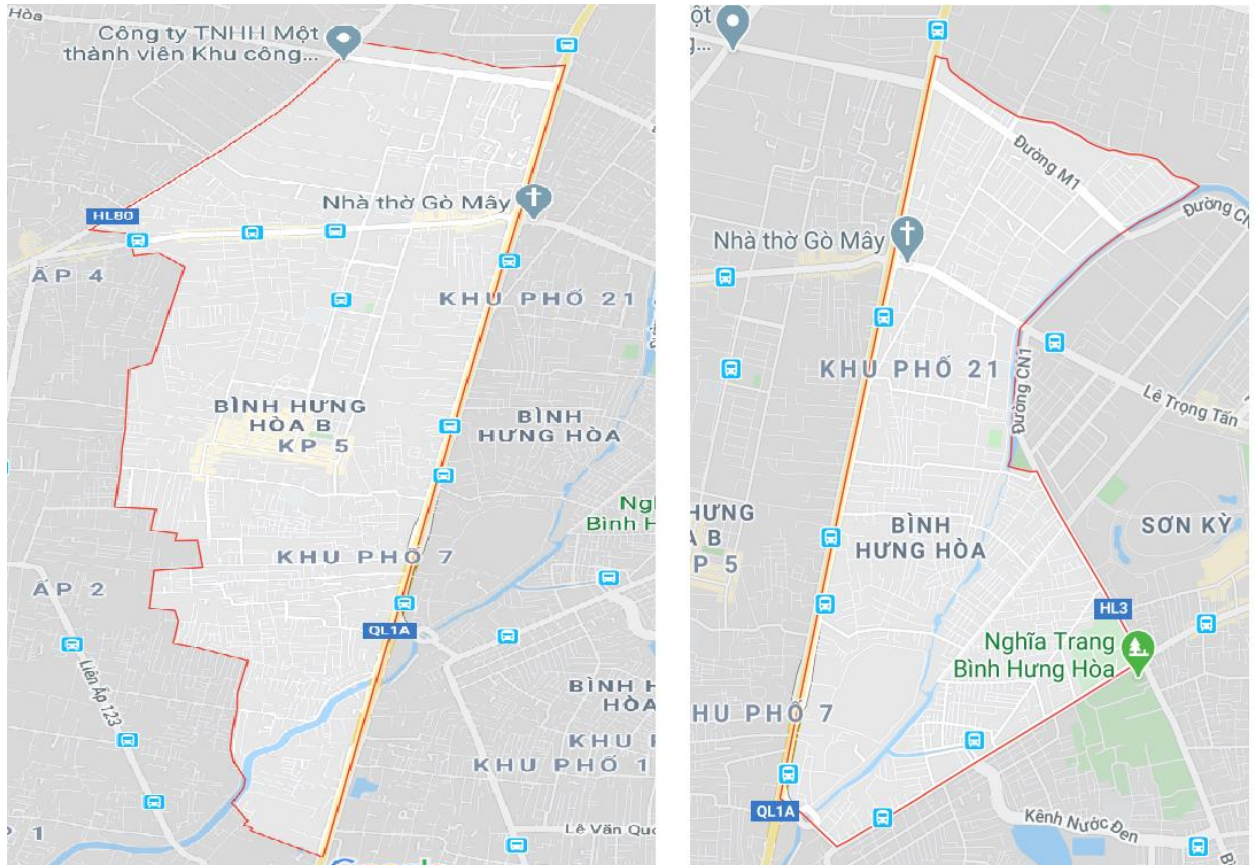 Hòa
Công ty TNHH Một
thành viên Khu công...
Nhà thờ Gò Mây
HL80
ẤP 4
KHU PHỐ 21
BÌNH HƯNG
HÒA B
KP 5
BÌNH
HƯNG HÒA
Bình H
KHU PHỐ 7
ẤP 2
QL1A
Liên Ấp 123
BÌNH H
HÒA
KHU
KHU PHỐ 1
P 1
Lê Văn Quớ
ột
g...
Đường M1
Đường C
Nhà thờ Gò Mây
KHU PHỐ 21
Đường CN1
Lê Trọng Tấn
HƯNG
A B
P 5
BÌNH
HƯNG HÒA
SƠN KỲ
HL3
Nghĩa Trang
Bình Hưng Hòa
HU PHỐ 7
QL1A
Kênh Nước Đen